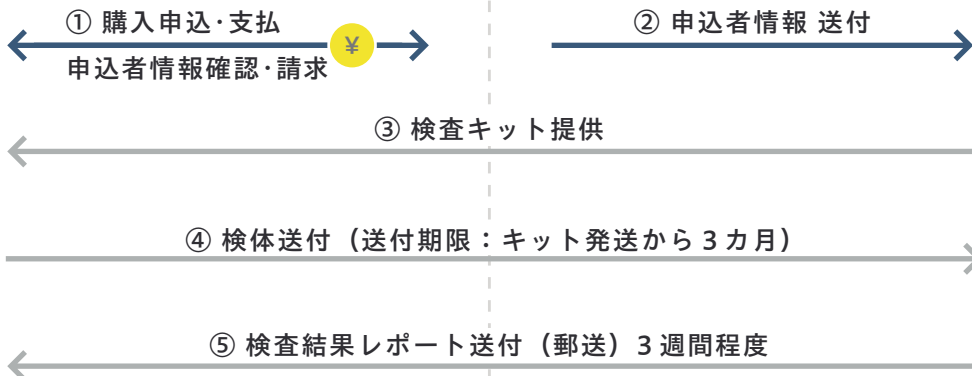 ① 購入申込･支払
② 申込者情報 送付
¥
申込者情報確認･請求
③ 検査キット提供
④ 検体送付（送付期限：キット発送から３カ月）
⑤ 検査結果レポート送付（郵送）３週間程度